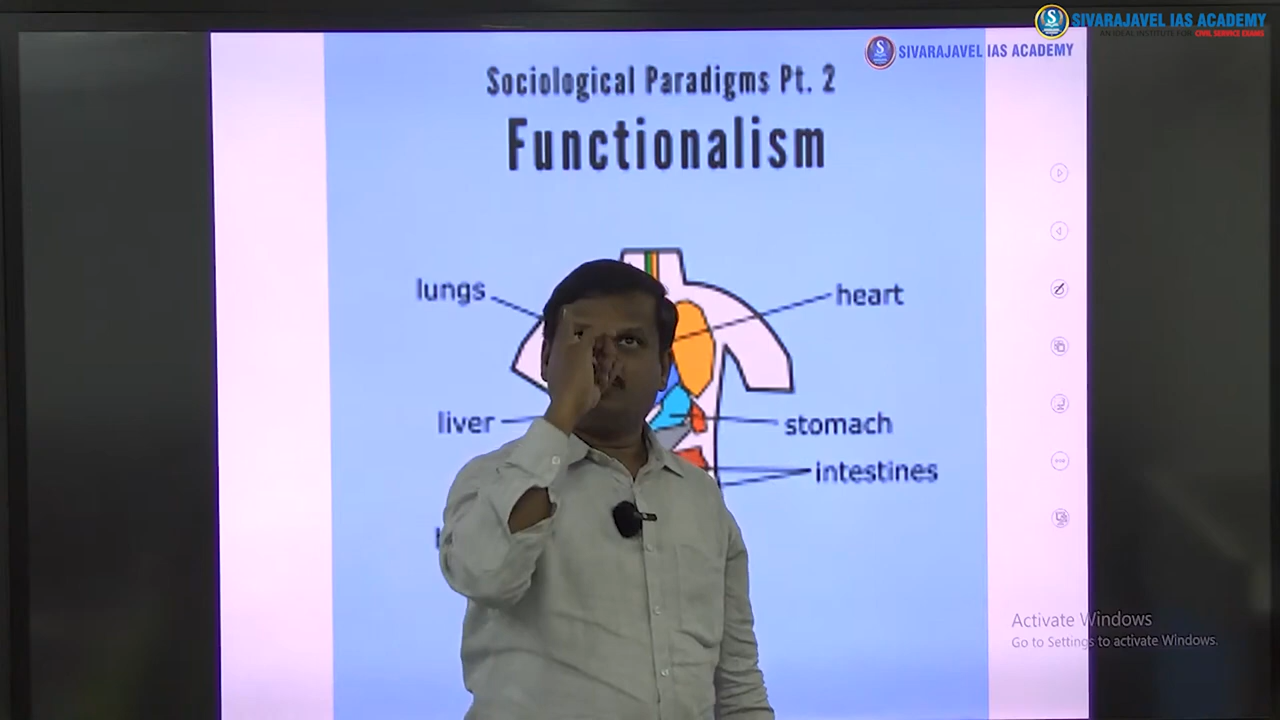 SIVARAJAVEL IAS ACADEMY
AN IDEAL INSTITUTE FOR CIVIL SERVICE EXAMS
SIVARAJAVEL IAS ACADEMY
Sociological Paradigms Pt. 2
Functionalism
lungs
heart
liver
stomach
intestines
Activate Windows
Go to Settings to activate Windows.